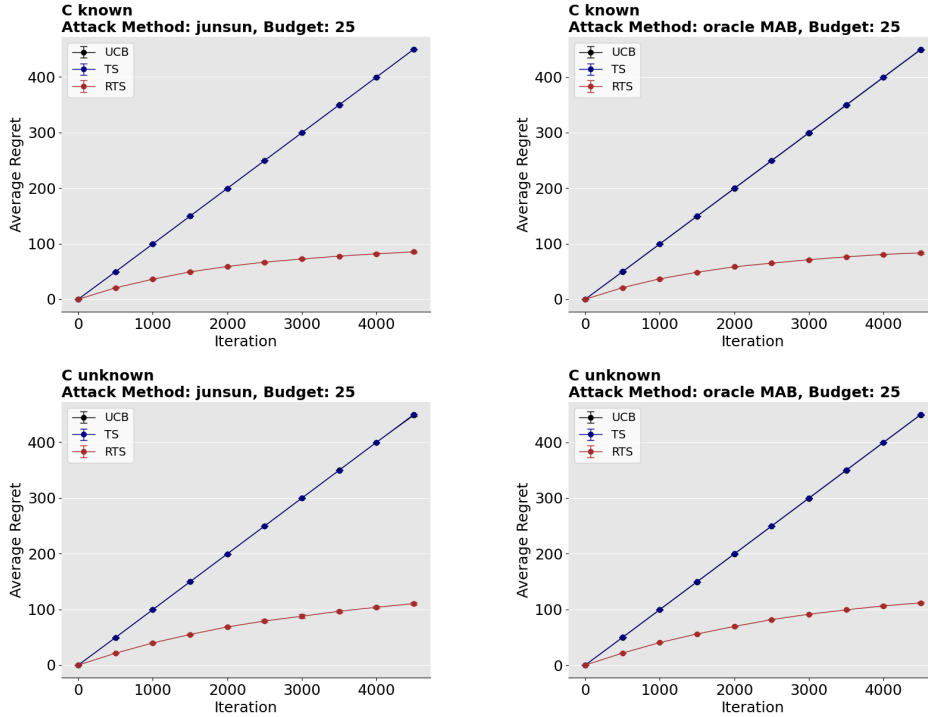 C known
Attack Method: junsun, Budget: 25
UCB
TS
RTS
400
300
200
100
0
Average Regret
0 1000 2000 3000 4000
Iteration
C known
Attack Method: oracle MAB, Budget: 25
UCB
TS
RTS
400
300
200
100
0
Average Regret
0 1000 2000 3000 4000
Iteration
C unknown
Attack Method: junsun, Budget: 25
UCB
TS
RTS
400
300
200
100
0
Average Regret
0 1000 2000 3000 4000
Iteration
C unknown
Attack Method: oracle MAB, Budget: 25
UCB
TS
RTS
400
300
200
100
0
Average Regret
0 1000 2000 3000 4000
Iteration